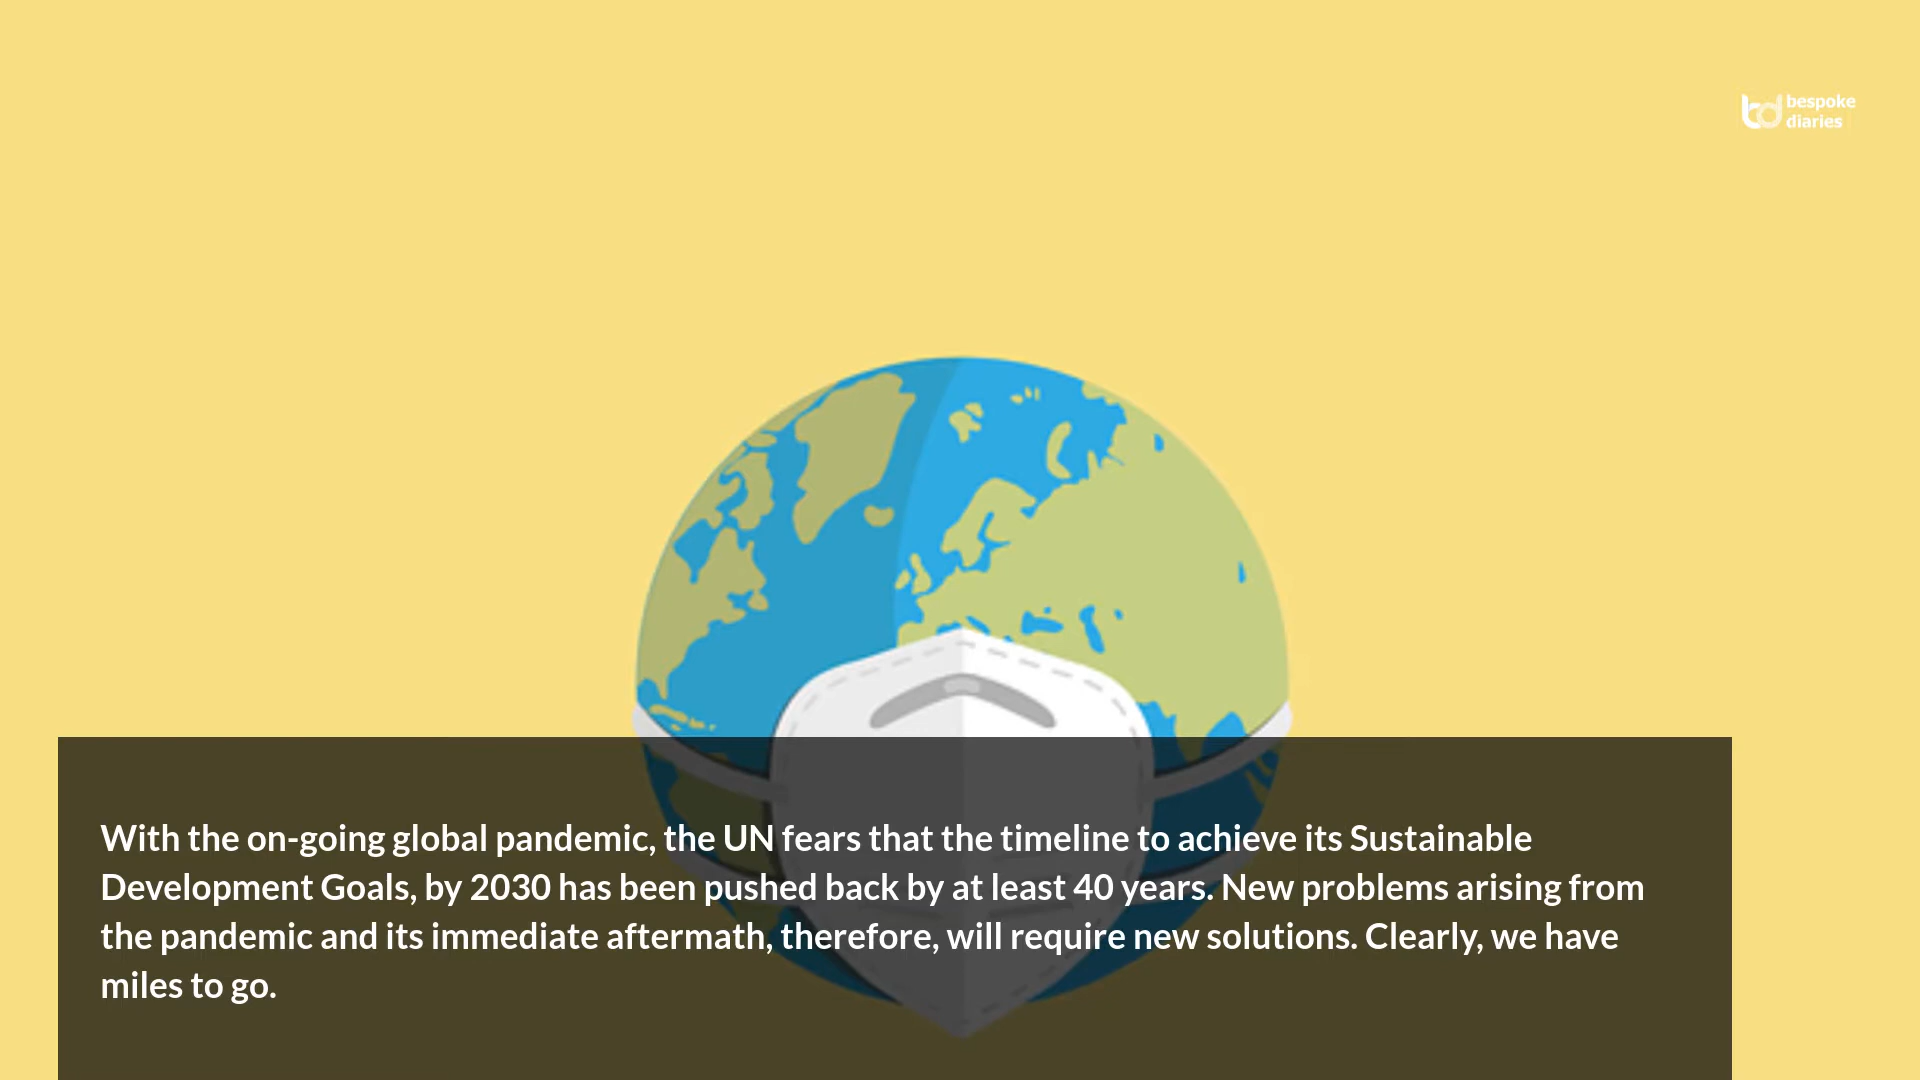 bespoke
diaries
With the on-going global pandemic, the UN fears that the timeline to achieve its Sustainable
Development Goals, by 2030 has been pushed back by at least 40 years. New problems arising from
the pandemic and its immediate aftermath, therefore, will require new solutions. Clearly, we have
miles to go.